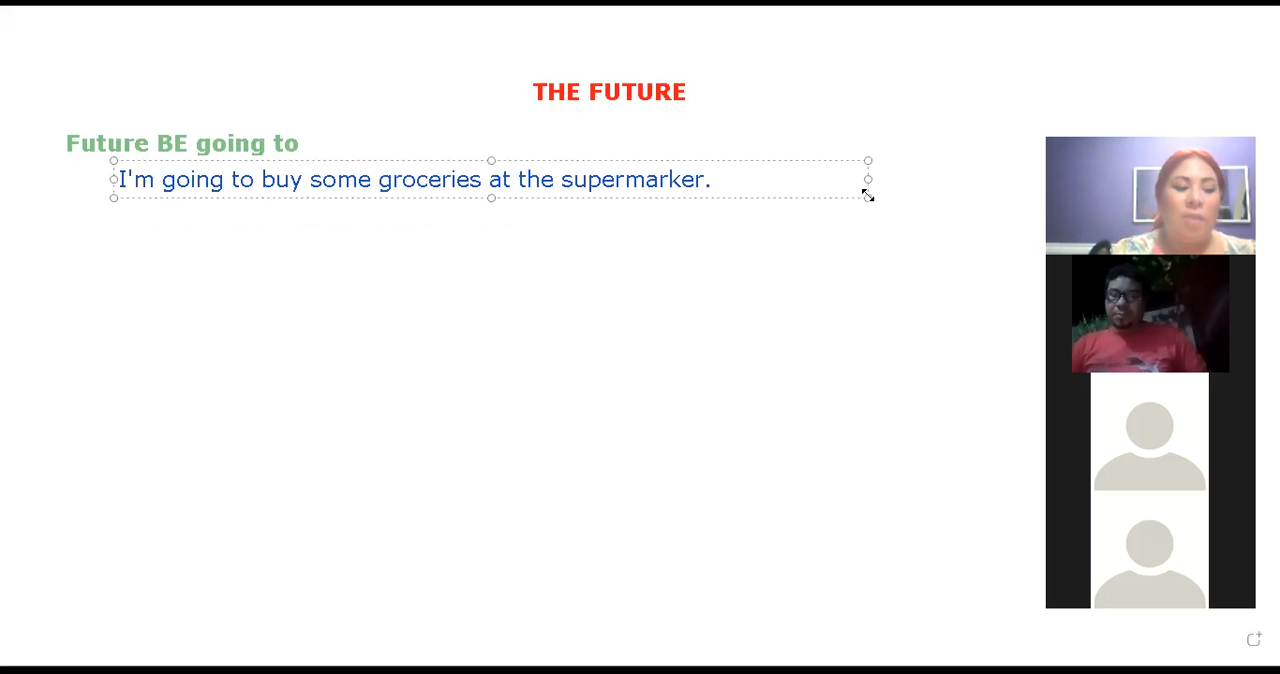 THE FUTURE
Future BE going to
I'm going to buy some groceries at the supermarker.